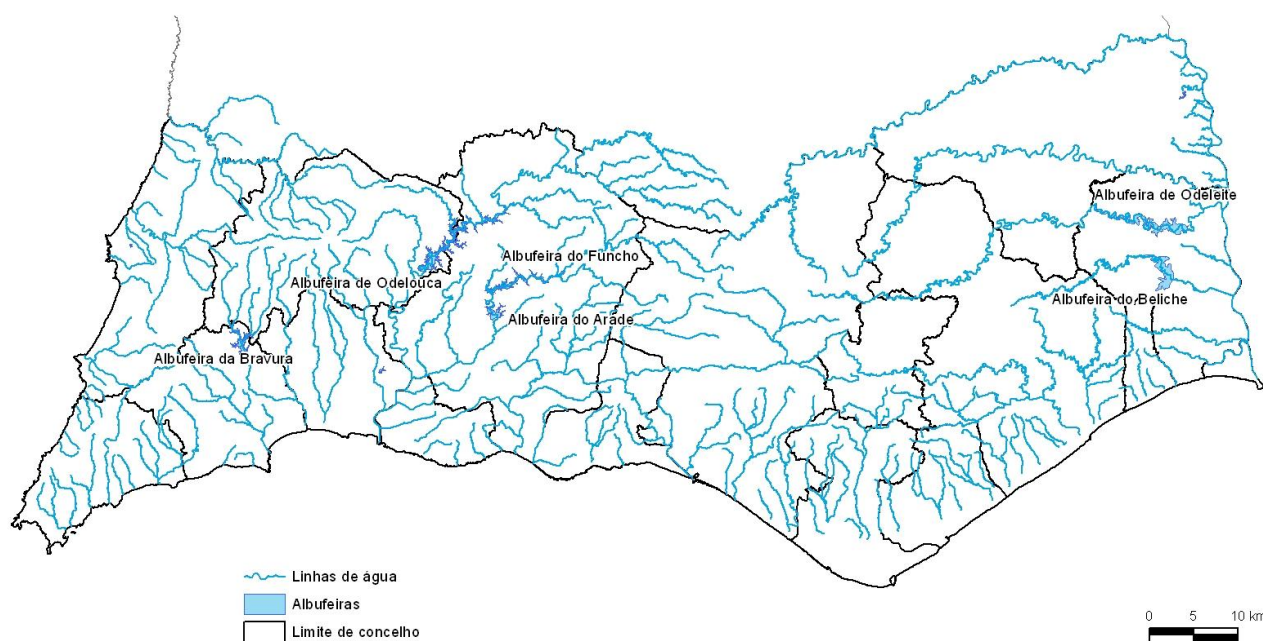 Albufeira de Odeleite
Albufeira do Funcho
Albufeira de Odelouca
Albufeira do Beliche
Albufeira do Arade
Albufeira da Bravura
Linhas de água
Albufeiras
Limite de concelho
0 5 10 km